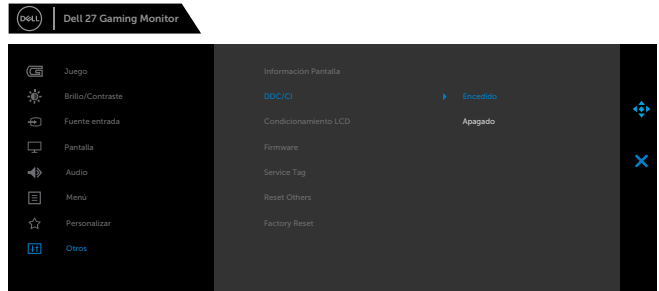 DELL
Dell 27 Gaming Monitor
Juego
Brillo/Contraste
Fuente entrada
Pantalla
Audio
Menú
Personalizar
Otros
Información Pantalla
DDC/CI
Condicionamiento LCD
Firmware
Service Tag
Reset Others
Factory Reset
Encedido
Apagado